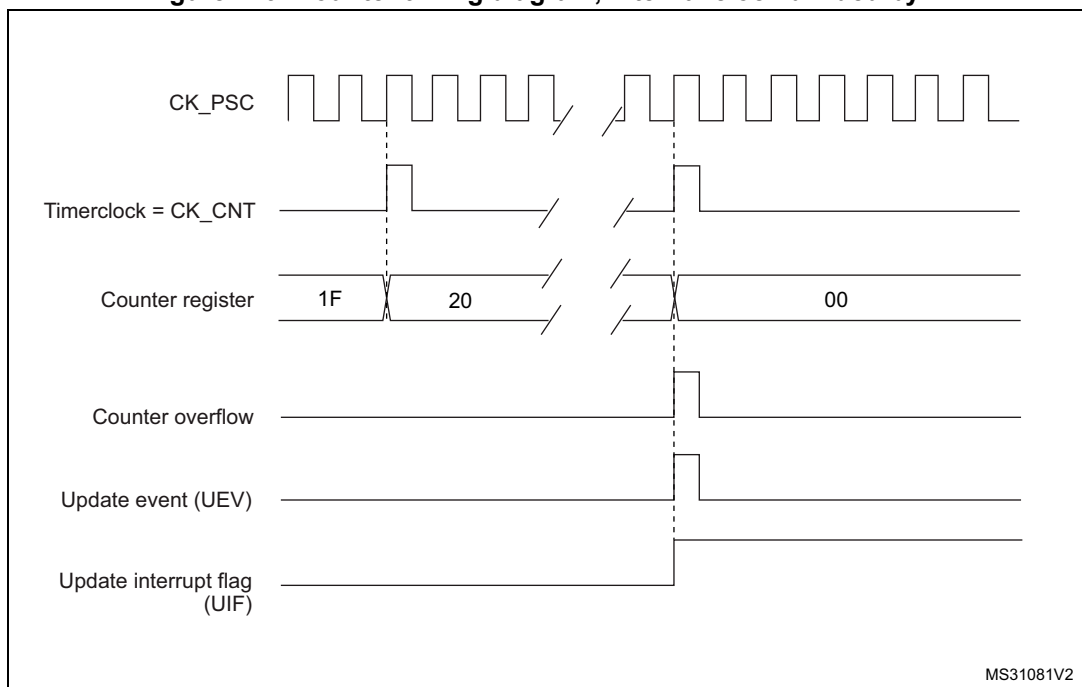 CK_PSC
Timerclock = CK_CNT
Counter register
1F
20
00
Counter overflow
Update event (UEV)
Update interrupt flag
(UIF)
MS31081V2